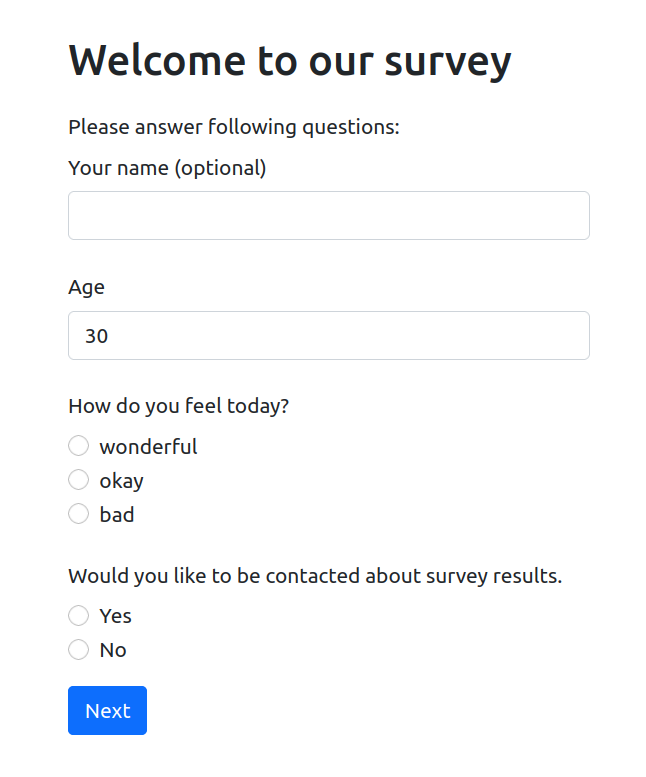 Welcome to our survey
Please answer following questions:
Your name (optional)
Age
30
How do you feel today?
wonderful
okay
bad
Would you like to be contacted about survey results.
Yes
No
Next